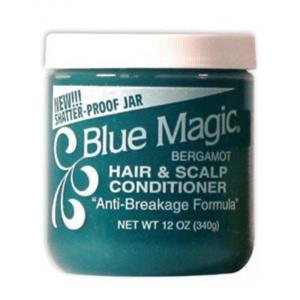 NEW!!!
SHATTER-PROOF JAR
Blue Magic®
BERGAMOT
HAIR & SCALP
CONDITIONER
"Anti-Breakage Formula"
NET WT 12 OZ (340g)